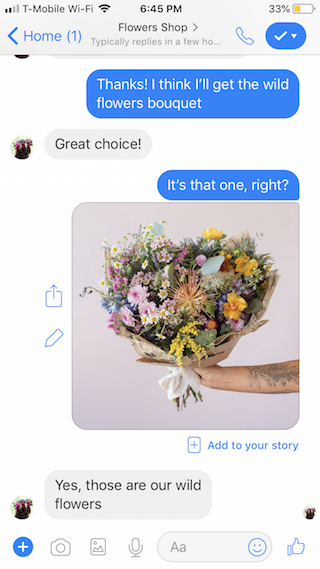 T-Mobile Wi-Fi 6:45 PM 33%
Home (1) Flowers Shop
Typically replies in a few ho...
Thanks! I think I'll get the wild
flowers bouquet
Great choice!
It's that one, right?
Add to your story
Yes, those are our wild
flowers
Aa